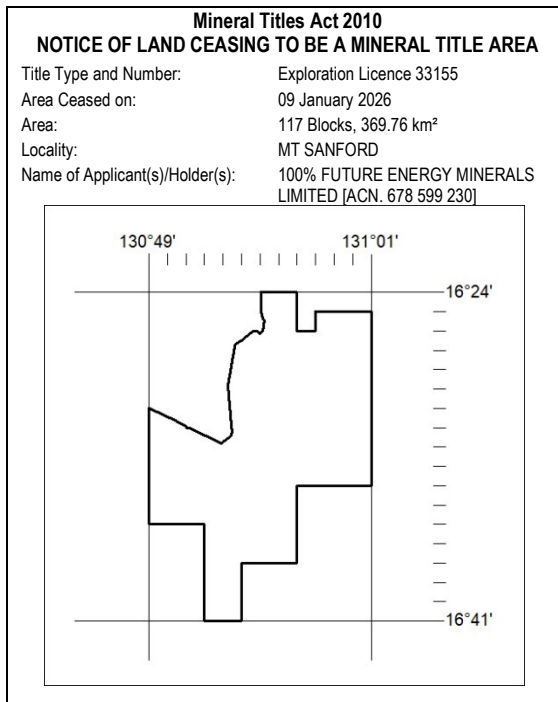 Mineral Titles Act 2010
NOTICE OF LAND CEASING TO BE A MINERAL TITLE AREA
Title Type and Number: Exploration Licence 33155
Area Ceased on: 09 January 2026
Area: 117 Blocks, 369.76 km²
Locality: MT SANFORD
Name of Applicant(s)/Holder(s): 100% FUTURE ENERGY MINERALS
LIMITED [ACN. 678 599 230]
130°49' 131°01'
16°24'
16°41'